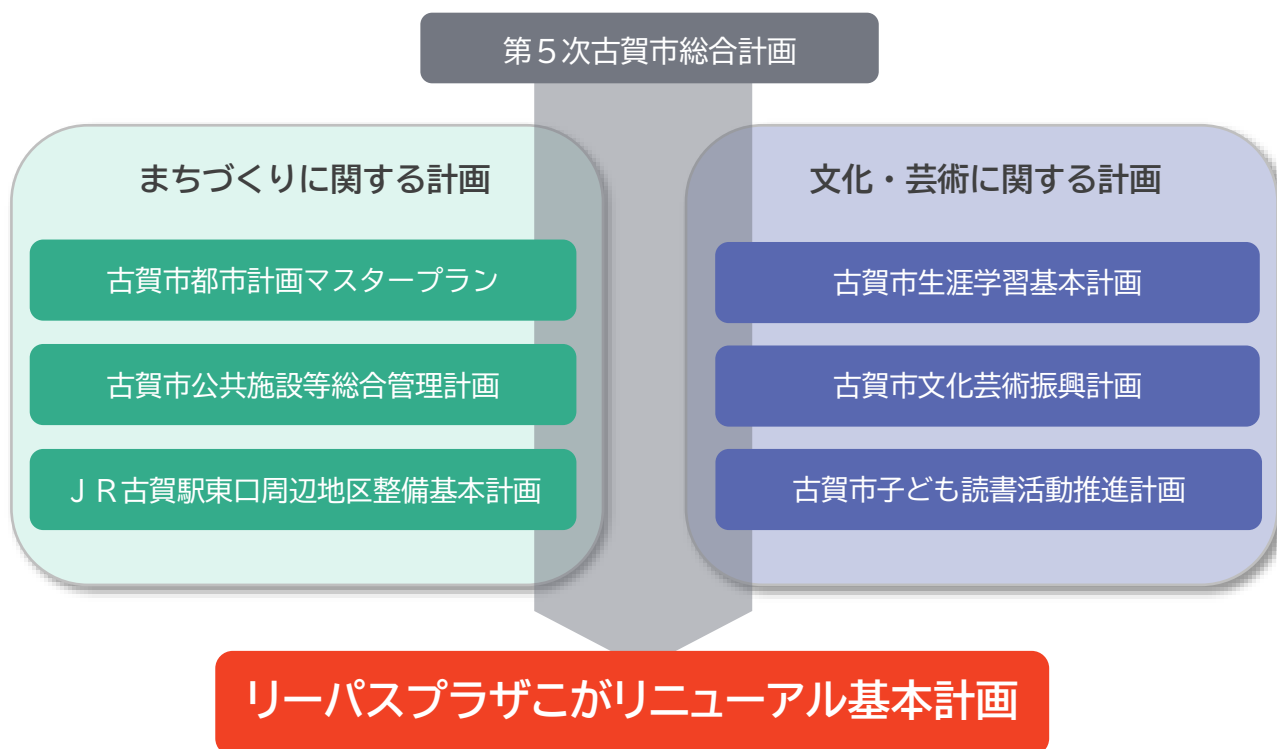 第５次古賀市総合計画
まちづくりに関する計画
古賀市都市計画マスタープラン
古賀市公共施設等総合管理計画
ＪＲ古賀駅東口周辺地区整備基本計画
文化・芸術に関する計画
古賀市生涯学習基本計画
古賀市文化芸術振興計画
古賀市子ども読書活動推進計画
リーパスプラザこがリニューアル基本計画